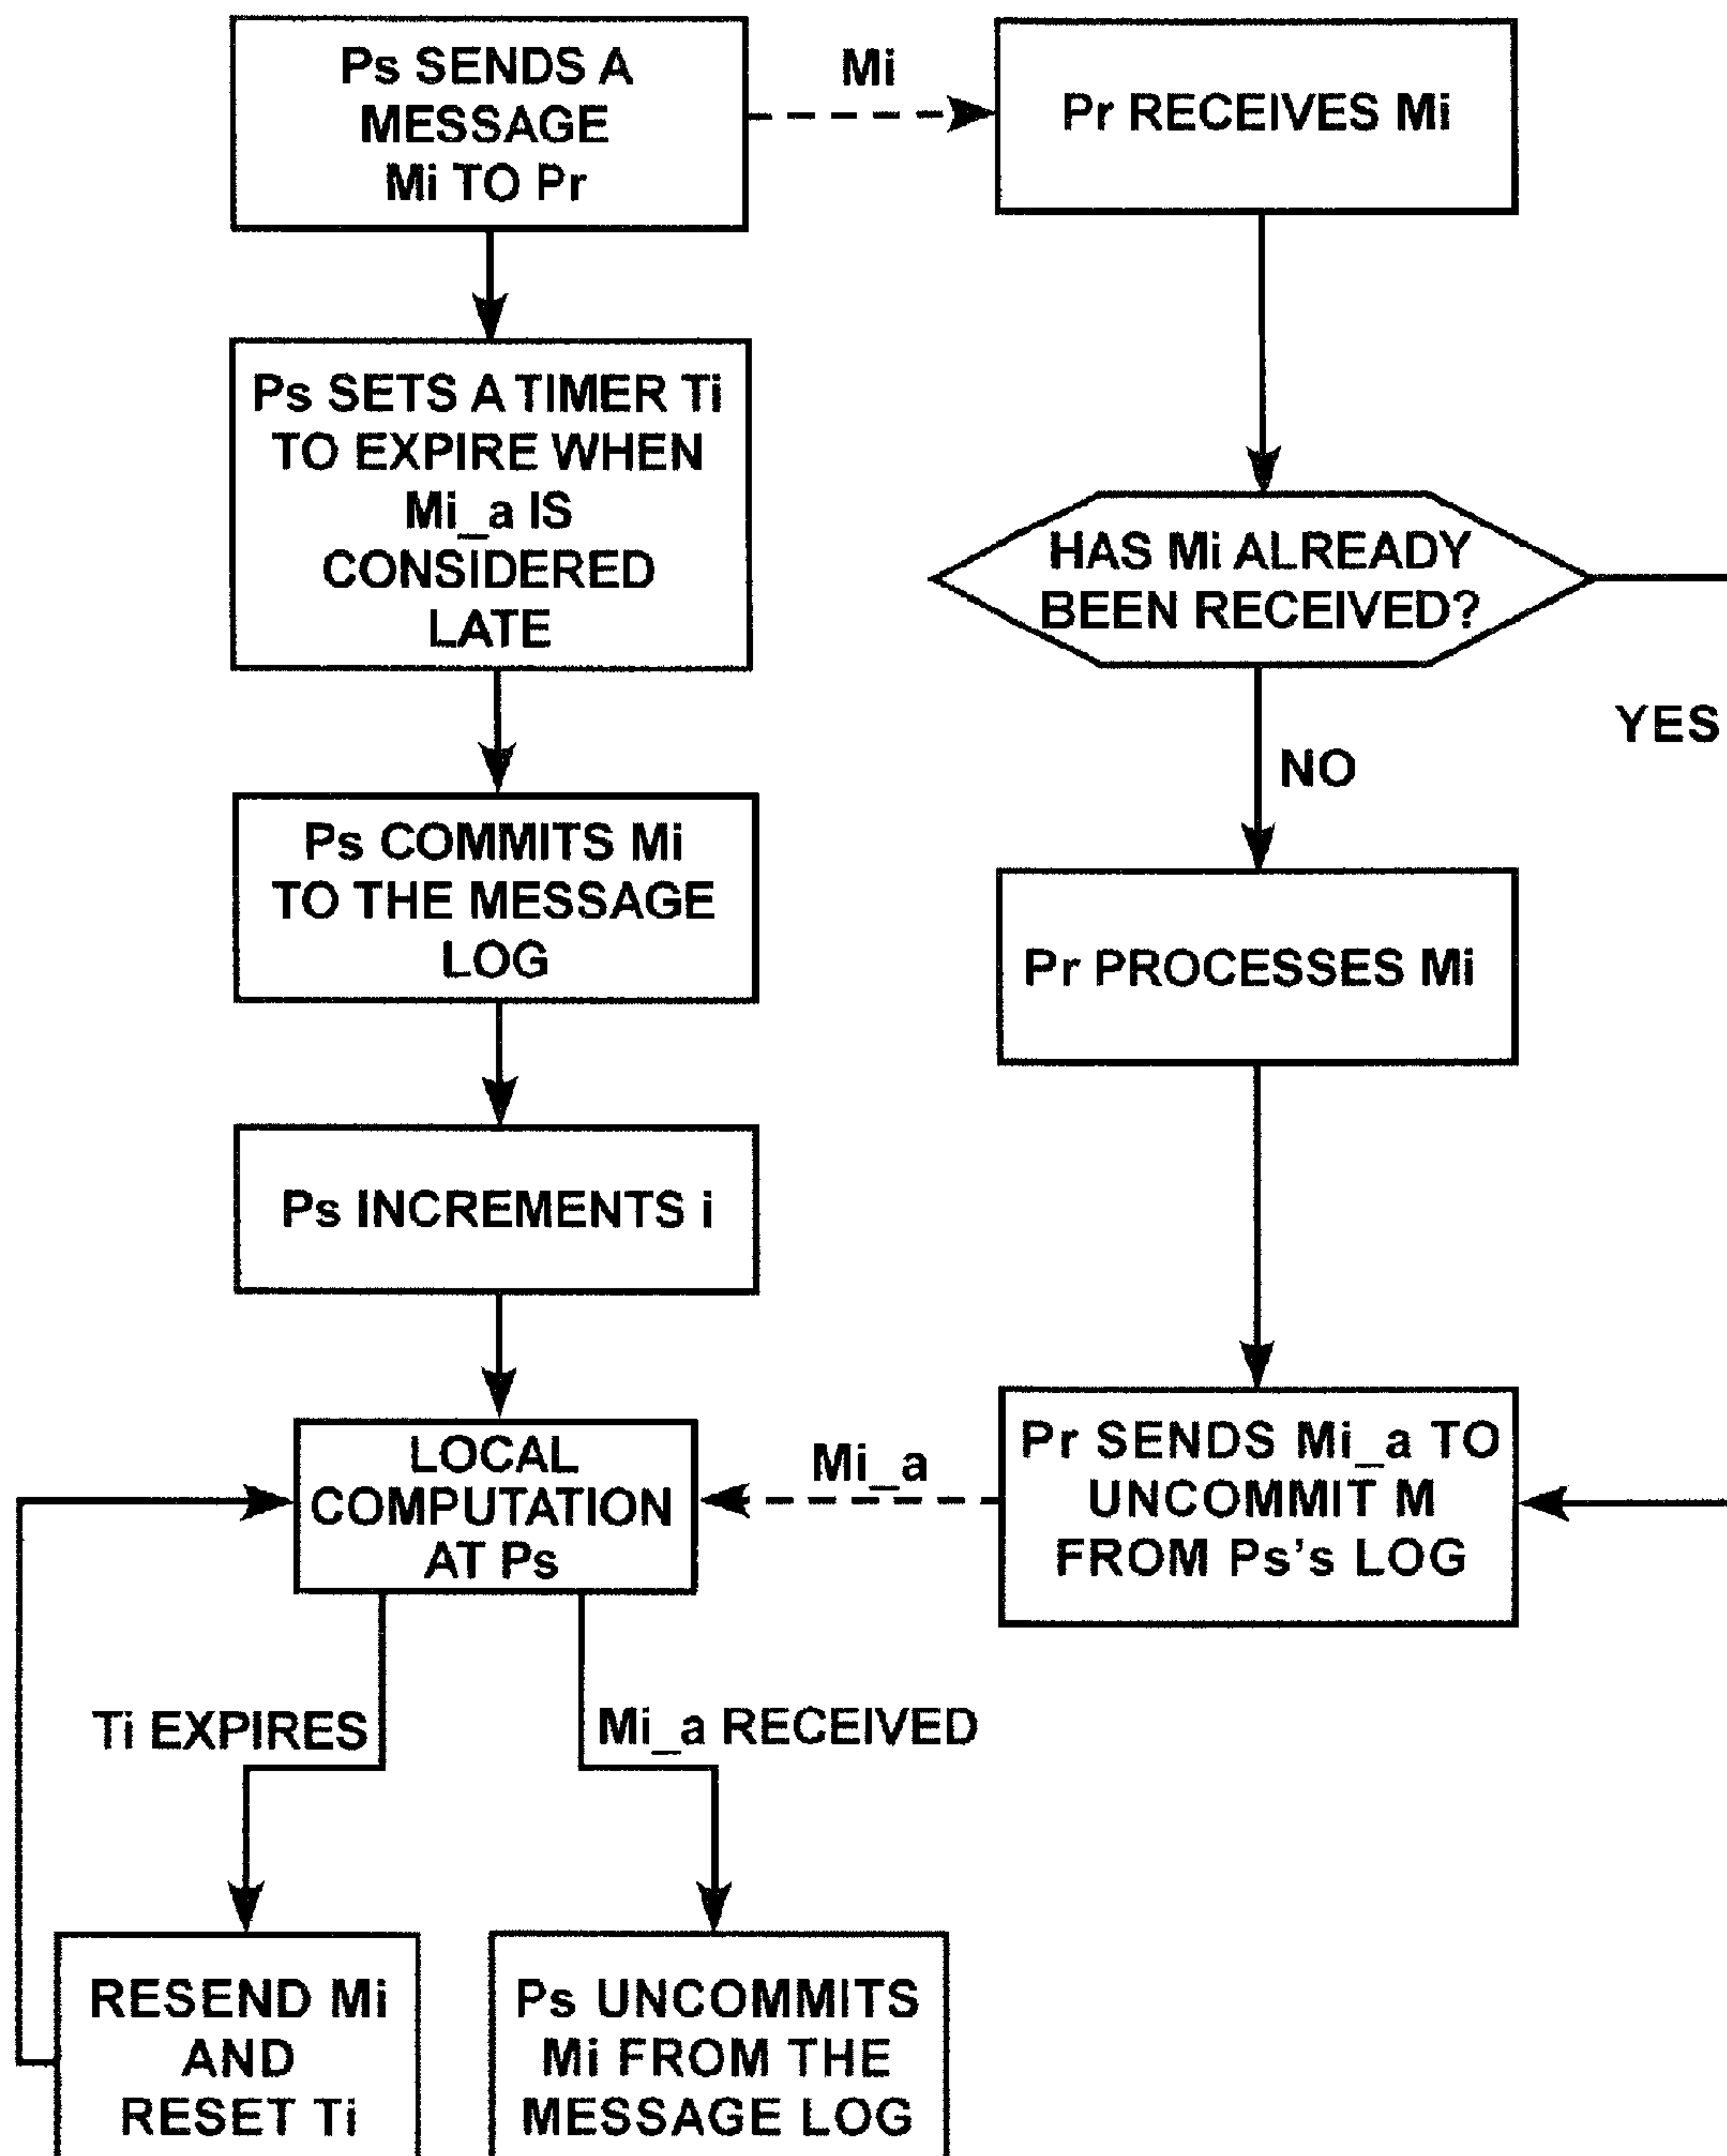 Ps SENDS A
MESSAGE
Mi TO Pr
Mi
Pr RECEIVES Mi
Ps SETS A TIMER Ti
TO EXPIRE WHEN
Mi_a IS
CONSIDERED
LATE
HAS Mi ALREADY
BEEN RECEIVED?
YES
NO
Ps COMMITS Mi
TO THE MESSAGE
LOG
Pr PROCESSES Mi
Ps INCREMENTS i
LOCAL
COMPUTATION
AT Ps
Mi_a
Pr SENDS Mi_a TO
UNCOMMIT M
FROM Ps's LOG
Ti EXPIRES
Mi_a RECEIVED
RESEND Mi
AND
RESET Ti
Ps UNCOMMITS
Mi FROM THE
MESSAGE LOG